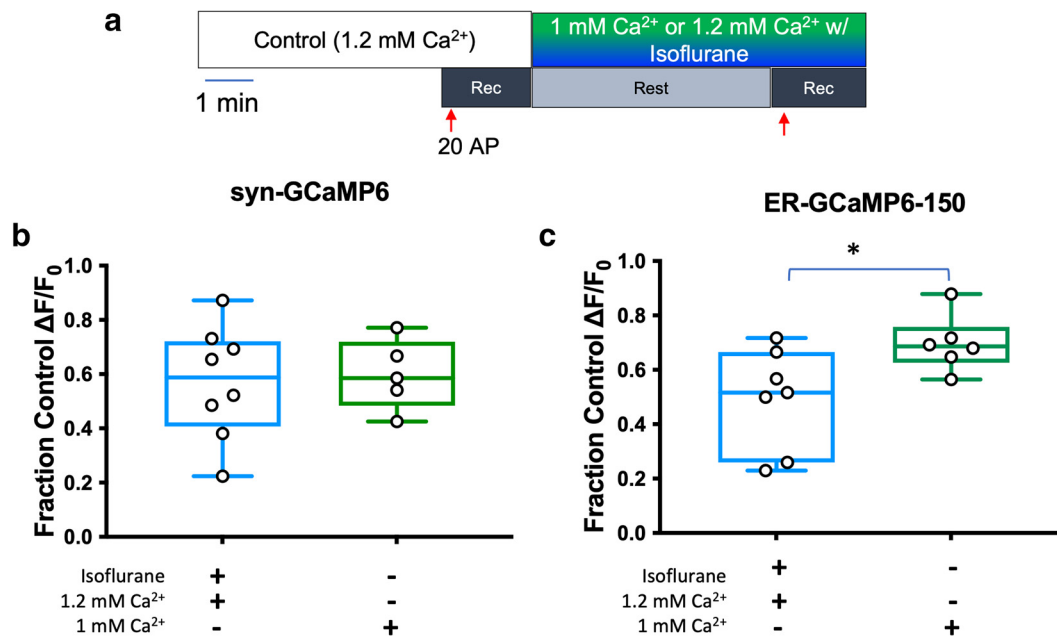 a
Control (1.2 mM Ca²⁺)
1 mM Ca²⁺ or 1.2 mM Ca²⁺ w/
Isoflurane
Rec
Rest
Rec
1 min
20 AP
syn-GCaMP6
ER-GCaMP6-150
b
Fraction Control ΔF/F₀
1.0
0.8
0.6
0.4
0.2
0.0
Isoflurane + -
1.2 mM Ca²⁺ + -
1 mM Ca²⁺ - +
c
*
Fraction Control ΔF/F₀
1.0
0.8
0.6
0.4
0.2
0.0
Isoflurane + -
1.2 mM Ca²⁺ + -
1 mM Ca²⁺ - +